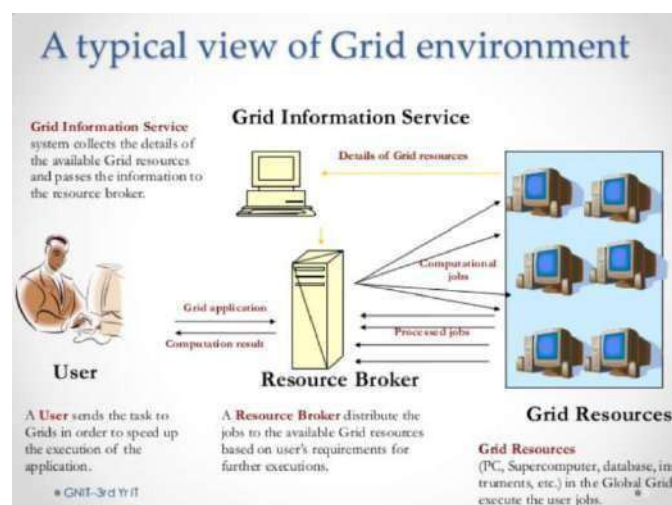 A typical view of Grid environment
Grid Information Service
Grid Information Service
system collects the details of
the available Grid resources
and passes the information to
the resource broker.
Details of Grid resources
Computational
jobs
Grid application
Computation result
Processed jobs
User
Resource Broker
Grid Resources
A User sends the task to
Grids in order to speed up
the execution of the
application.
A Resource Broker distribute the
jobs to the available Grid resources
based on user's requirements for
further executions.
Grid Resources
(PC, Supercomputer, database, ins
truments, etc.) in the Global Grid
execute the user jobs.
GNIT--3rd Yr IT